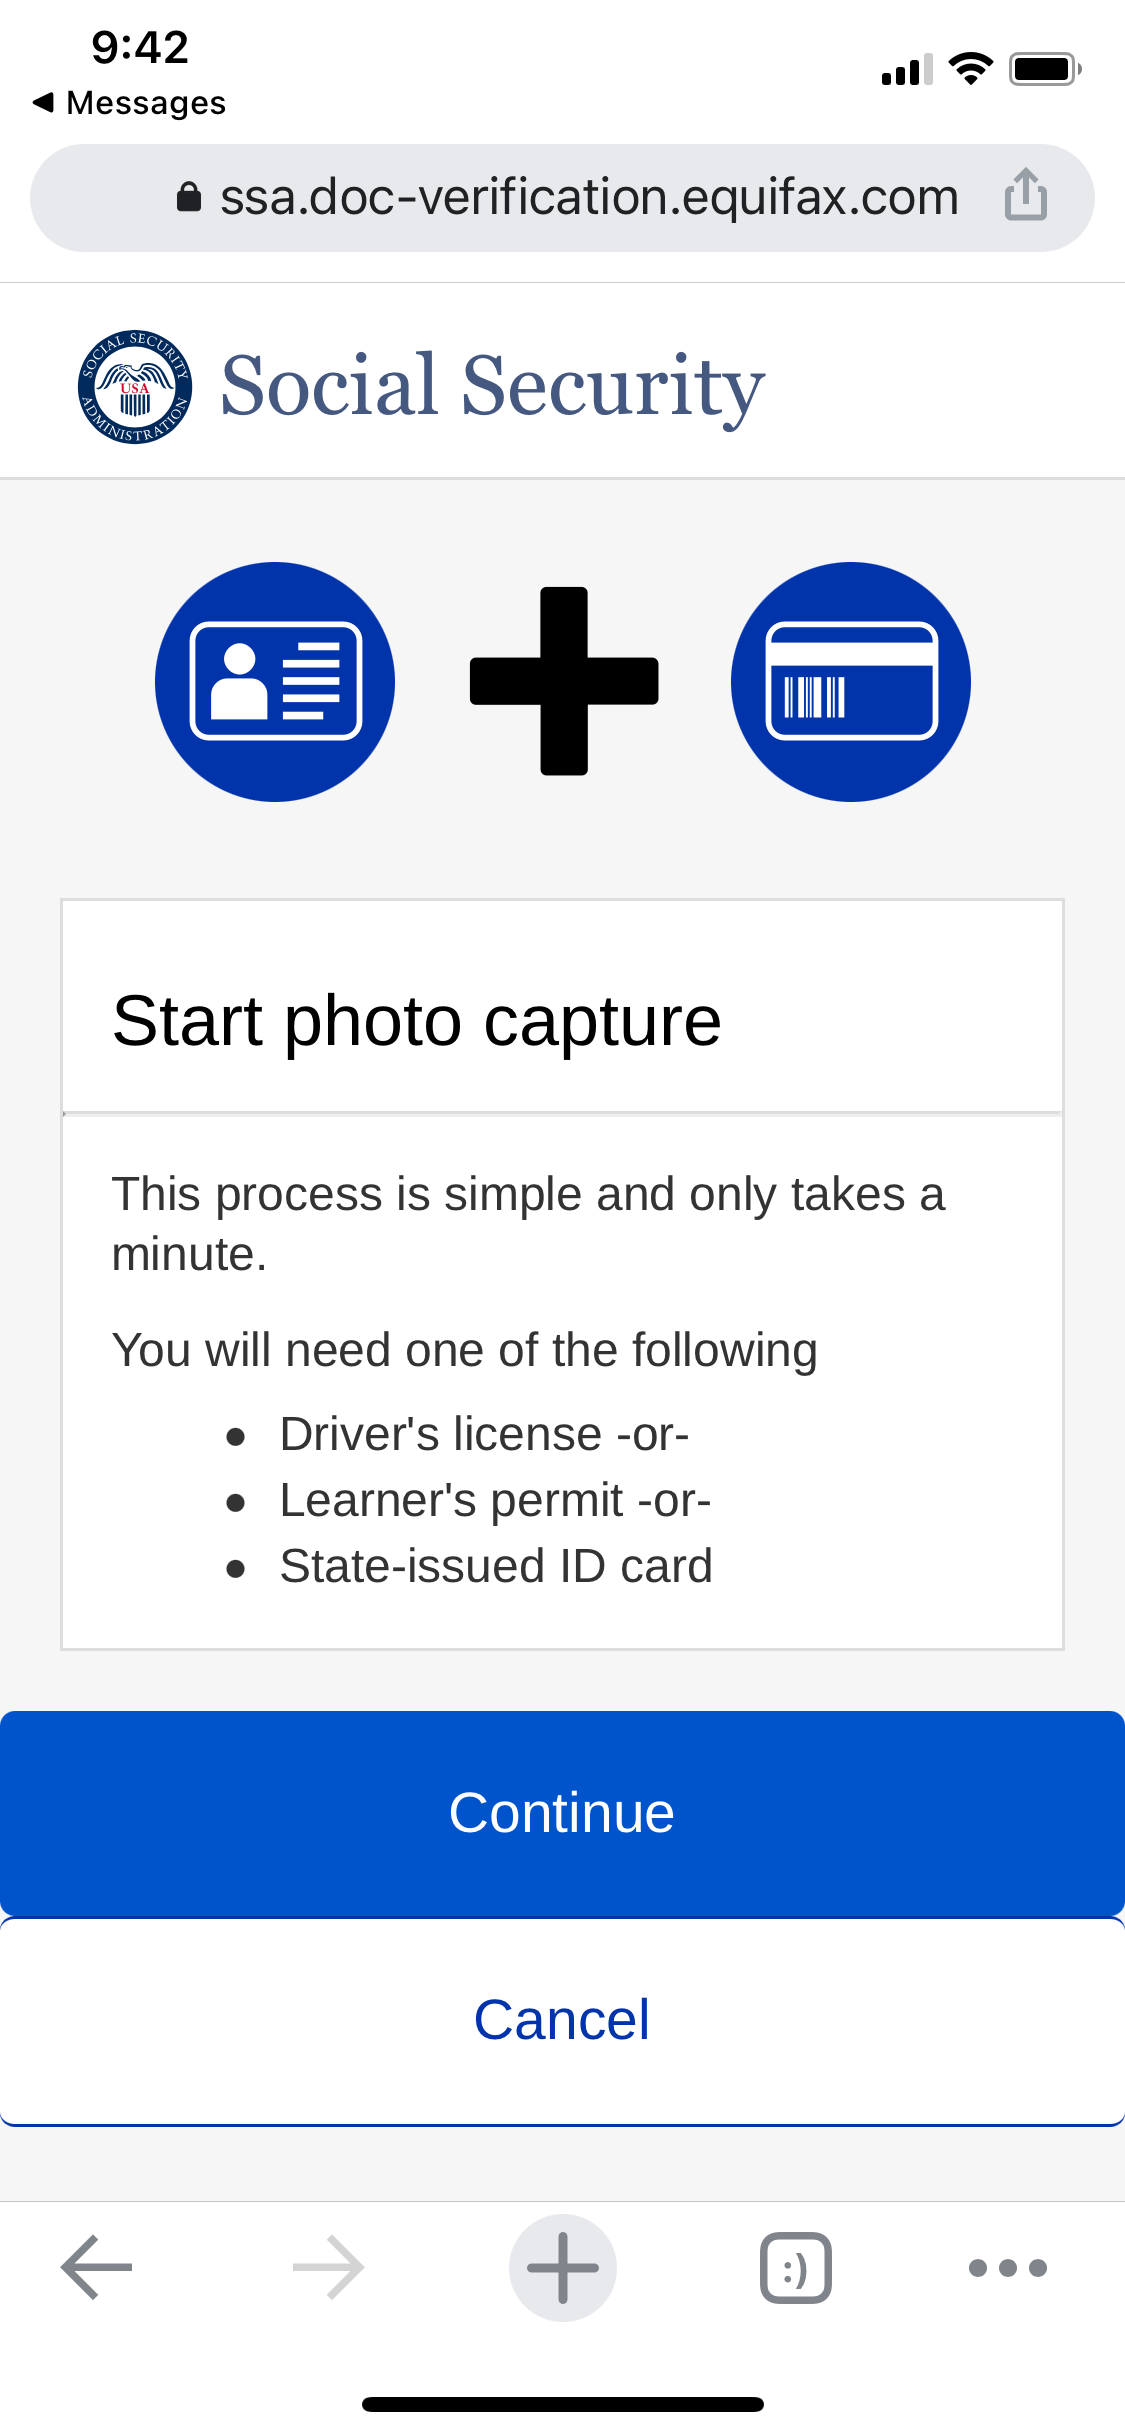 9:42
Messages
ssa.doc-verification.equifax.com
SOCIAL SECURITY
USA
ADMINISTRATION
Social Security
Start photo capture
This process is simple and only takes a
minute.
You will need one of the following
• Driver's license -or-
• Learner's permit -or-
• State-issued ID card
Continue
Cancel
:)